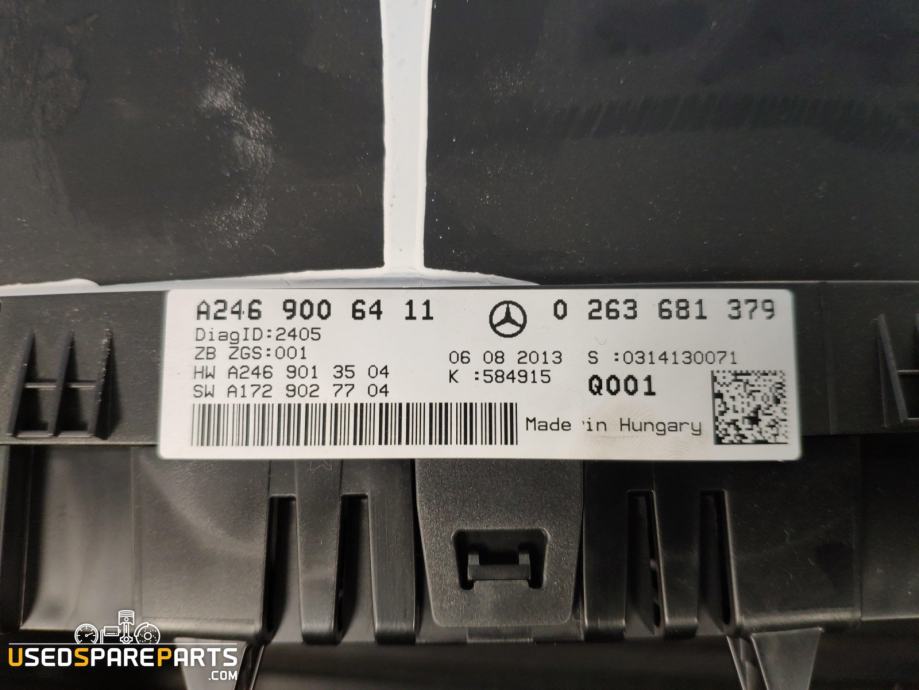 A246 900 64 11 0 263 681 379
DiagID:2405
ZB ZGS:001 06 08 2013 S :0314130071
HW A246 901 35 04 K :584915 Q001
SW A172 902 77 04
Made in Hungary
USEDSPAREPARTS
.COM